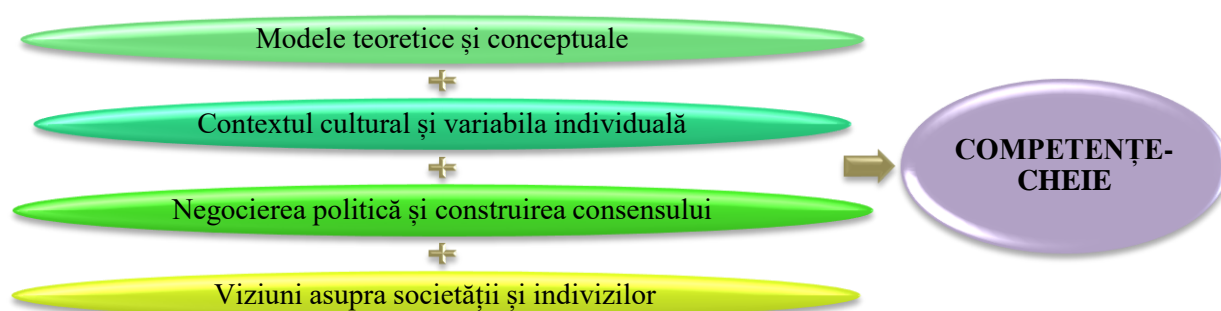 Modele teoretice și conceptuale
Contextul cultural și variabila individuală
Negocierea politică și construirea consensului
Viziuni asupra societății și indivizilor
COMPETENȚE-
CHEIE